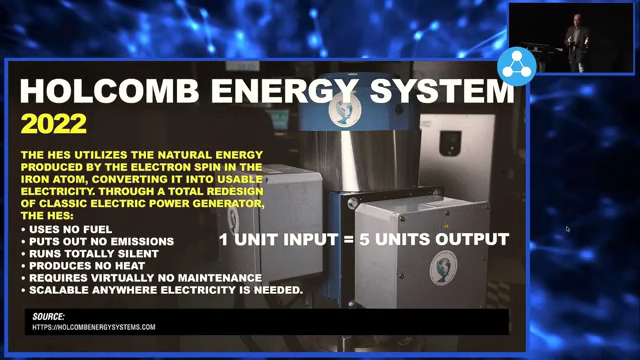 HOLCOMB ENERGY SYSTEM
2022
THE HES UTILIZES THE NATURAL ENERGY
PRODUCED BY THE ELECTRON SPIN IN THE
IRON ATOM, CONVERTING IT INTO USABLE
ELECTRICITY. THROUGH A TOTAL REDESIGN
OF CLASSIC ELECTRIC POWER GENERATOR,
THE HES:
• USES NO FUEL
• PUTS OUT NO EMISSIONS
• RUNS TOTALLY SILENT
• PRODUCES NO HEAT
• REQUIRES VIRTUALLY NO MAINTENANCE
• SCALABLE ANYWHERE ELECTRICITY IS NEEDED.
1 UNIT INPUT = 5 UNITS OUTPUT
SOURCE:
HTTPS://HOLCOMBENERGYSYSTEMS.COM